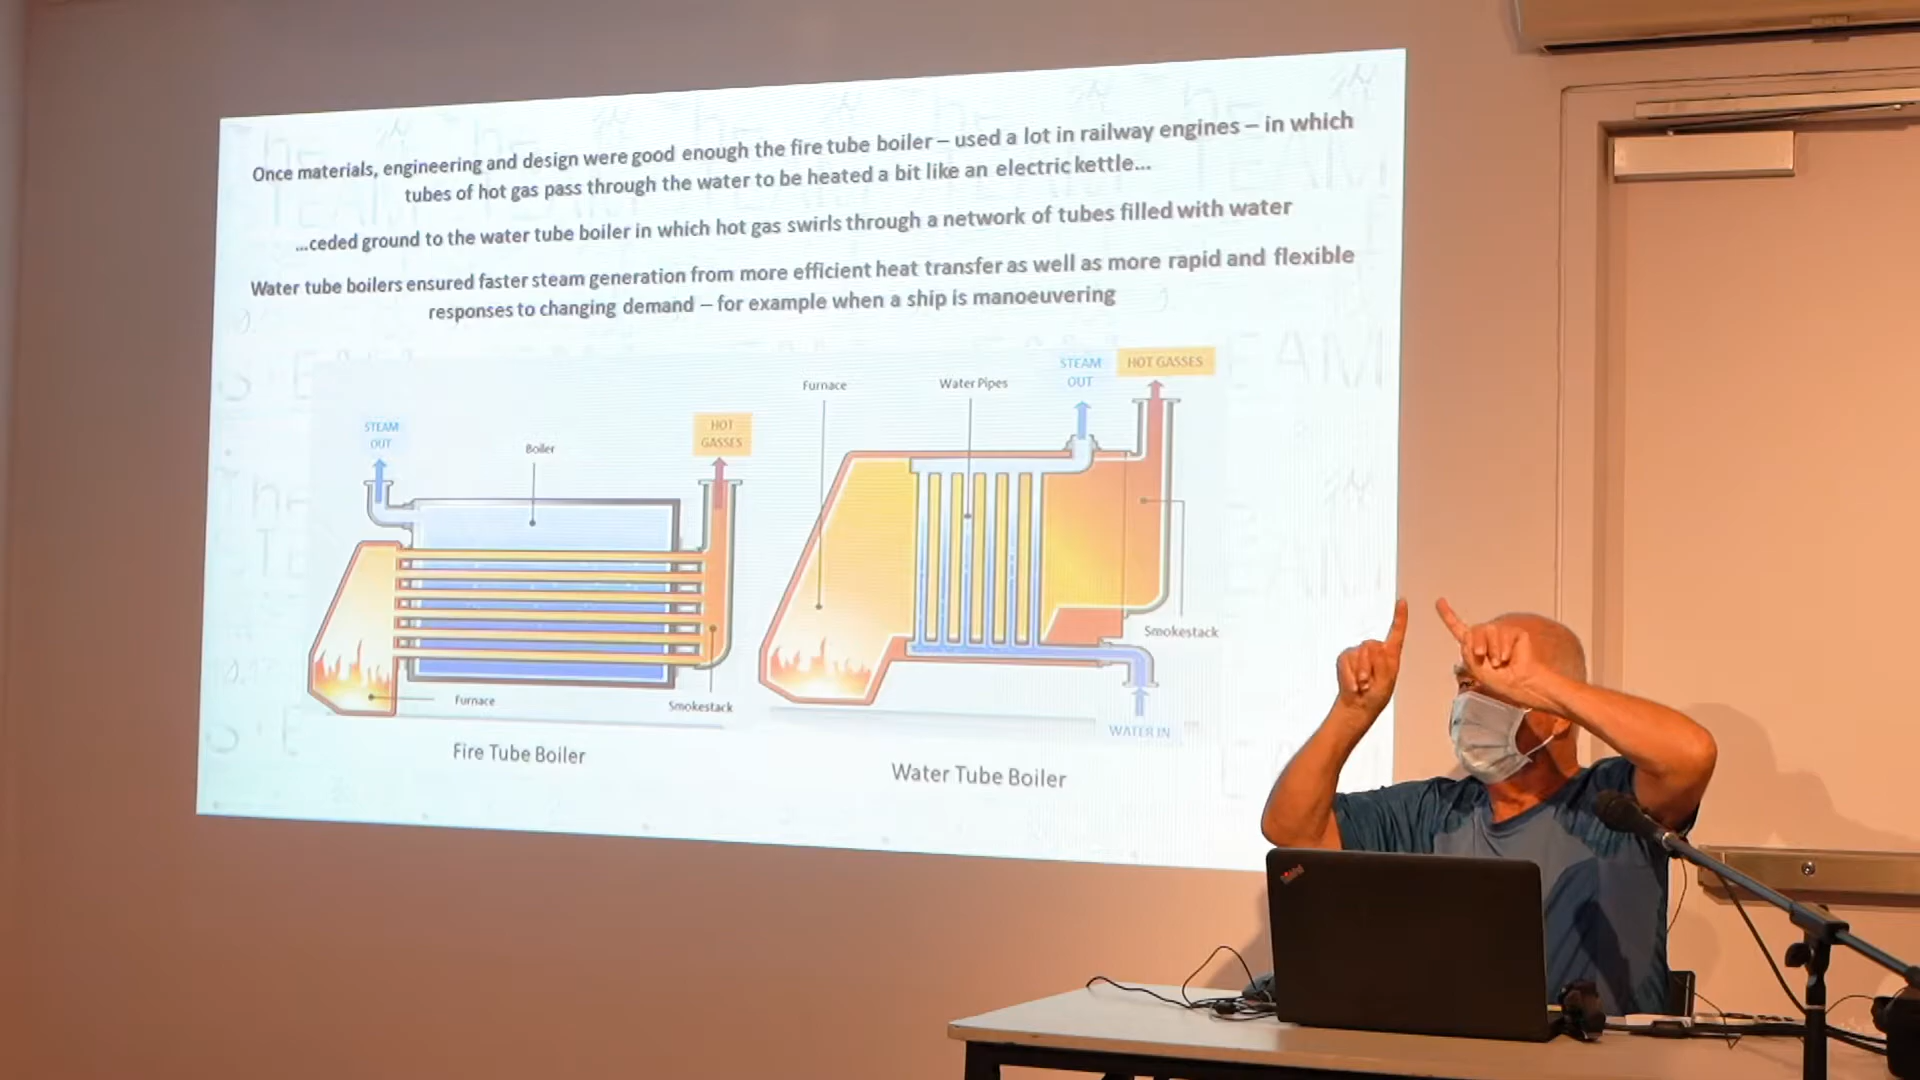 Once materials, engineering and design were good enough the fire tube boiler – used a lot in railway engines – in which
tubes of hot gas pass through the water to be heated a bit like an electric kettle...
...ceded ground to the water tube boiler in which hot gas swirls through a network of tubes filled with water
Water tube boilers ensured faster steam generation from more efficient heat transfer as well as more rapid and flexible
responses to changing demand – for example when a ship is manoeuvering
STEAM
OUT
Boiler
HOT
GASSES
Furnace
Smokestack
Fire Tube Boiler
Furnace
Water Pipes
STEAM
OUT
HOT GASSES
Smokestack
WATER IN
Water Tube Boiler
ThinkPad